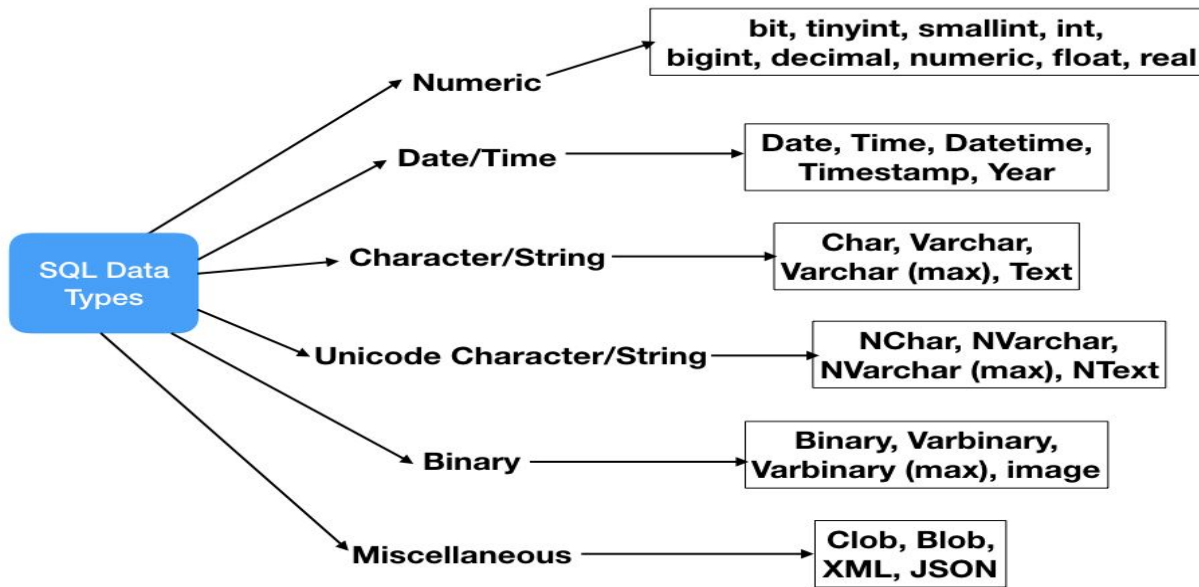 bit, tinyint, smallint, int,
bigint, decimal, numeric, float, real
Numeric
Date/Time
Date, Time, Datetime,
Timestamp, Year
Character/String
Char, Varchar,
Varchar (max), Text
SQL Data
Types
Unicode Character/String
NChar, NVarchar,
NVarchar (max), NText
Binary
Binary, Varbinary,
Varbinary (max), image
Miscellaneous
Clob, Blob,
XML, JSON